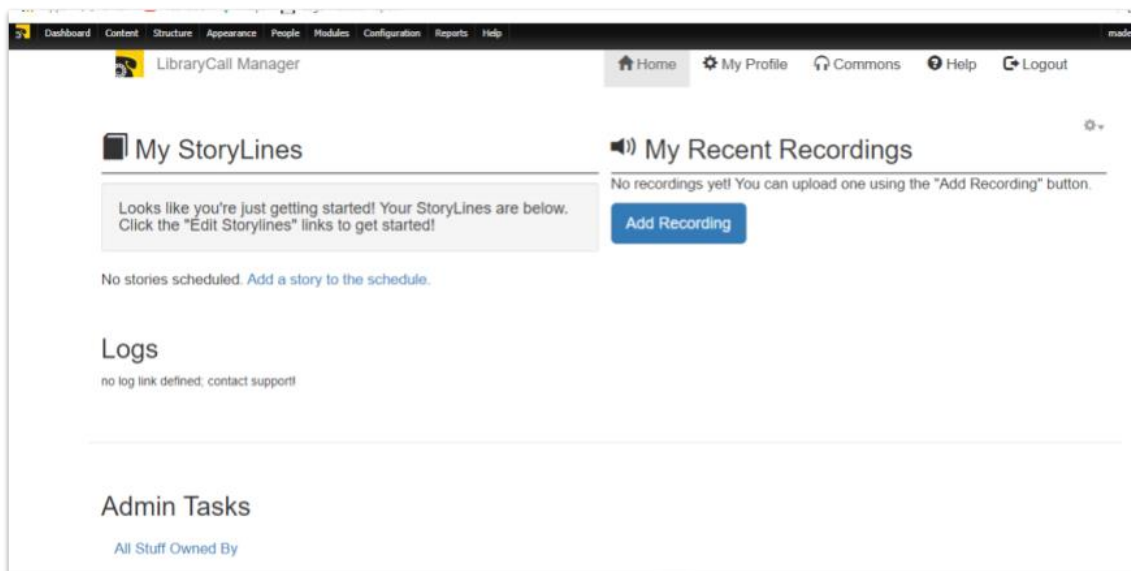 Dashboard Content Structure Appearance People Modules Configuration Reports Help made
LibraryCall Manager
Home My Profile Commons Help Logout
My StoryLines
Looks like you're just getting started! Your StoryLines are below.
Click the "Edit Storylines" links to get started!
No stories scheduled. Add a story to the schedule.
My Recent Recordings
No recordings yet! You can upload one using the "Add Recording" button.
Add Recording
Logs
no log link defined; contact support!
Admin Tasks
All Stuff Owned By